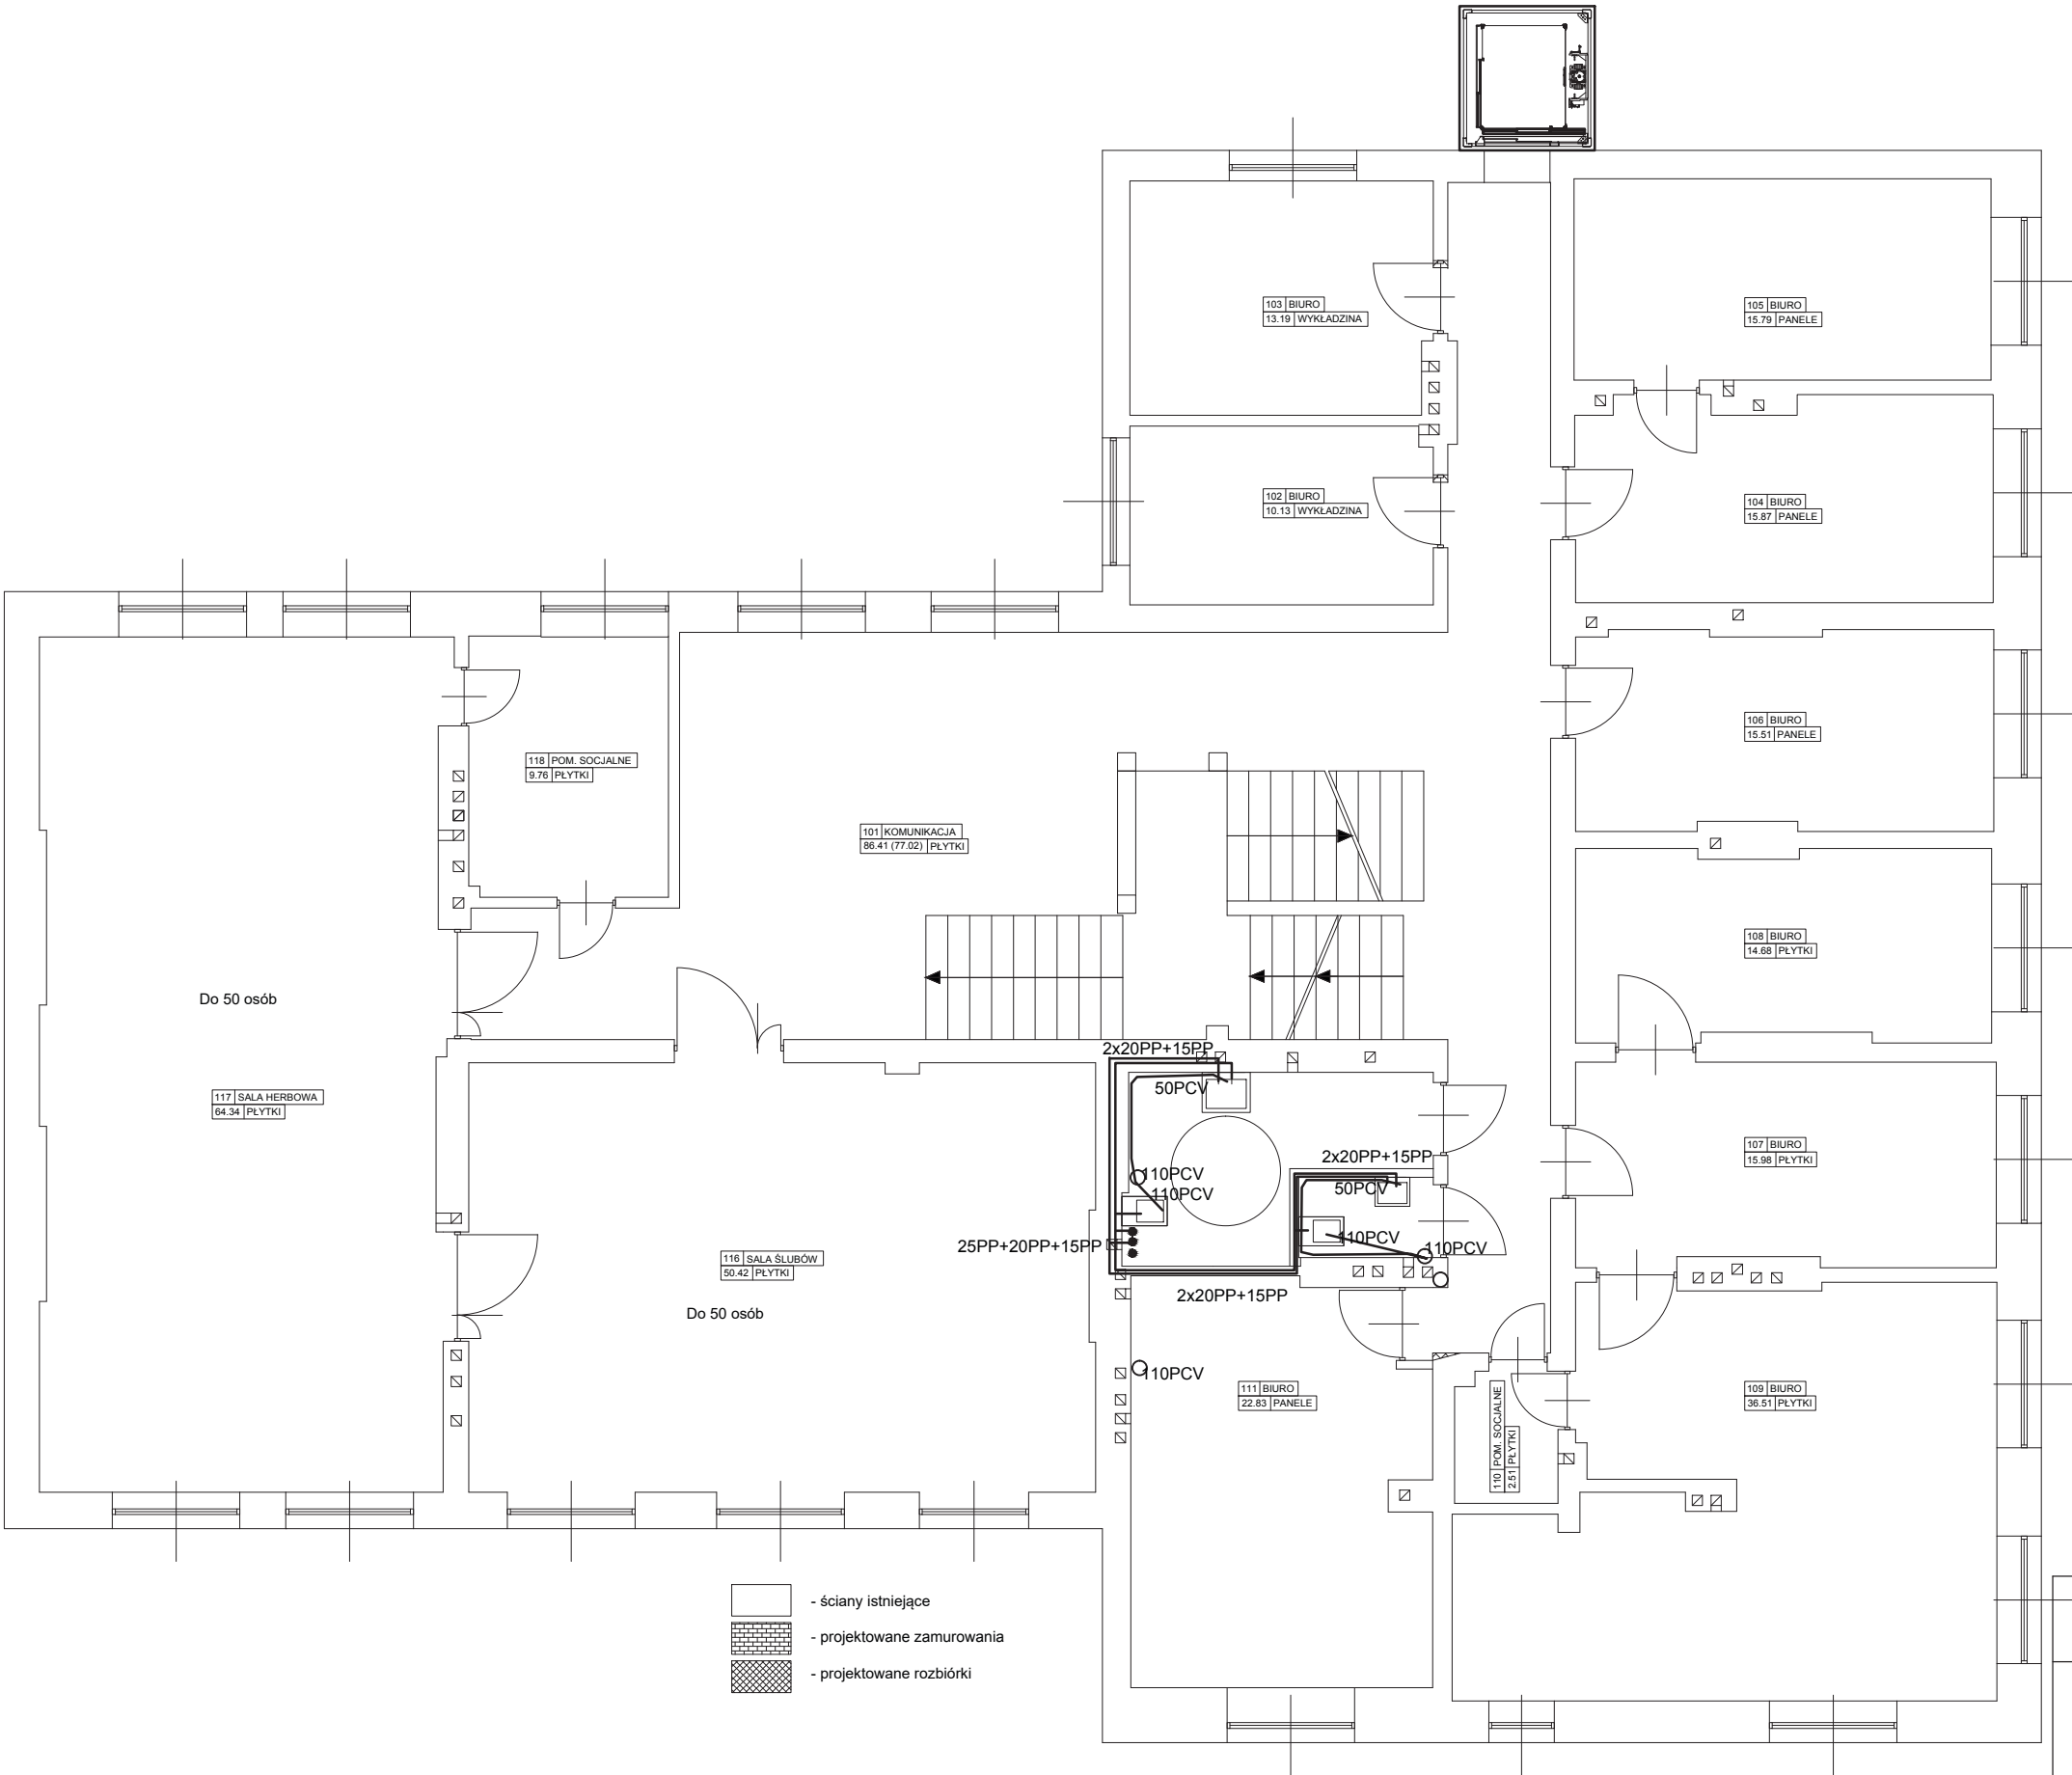 103 BIURO
13.19 WYKŁADZINA
105 BIURO
15.79 PANELE
102 BIURO
10.13 WYKŁADZINA
104 BIURO
15.87 PANELE
118 POM. SOCJALNE
9.76 PŁYTKI
106 BIURO
15.51 PANELE
101 KOMUNIKACJA
86.41 (77.02) PŁYTKI
108 BIURO
14.68 PŁYTKI
Do 50 osób
117 SALA HERBOWA
64.34 PŁYTKI
2x20PP+15PP
50PCV
110PCV
110PCV
2x20PP+15PP
50PCV
110PCV
110PCV
107 BIURO
15.98 PŁYTKI
25PP+20PP+15PP
116 SALA ŚLUBÓW
50.42 PŁYTKI
Do 50 osób
2x20PP+15PP
110PCV
111 BIURO
22.83 PANELE
110 POM. SOCJALNE
2.51 PŁYTKI
109 BIURO
36.51 PŁYTKI
- ściany istniejące
- projektowane zamurowania
- projektowane rozbiórki